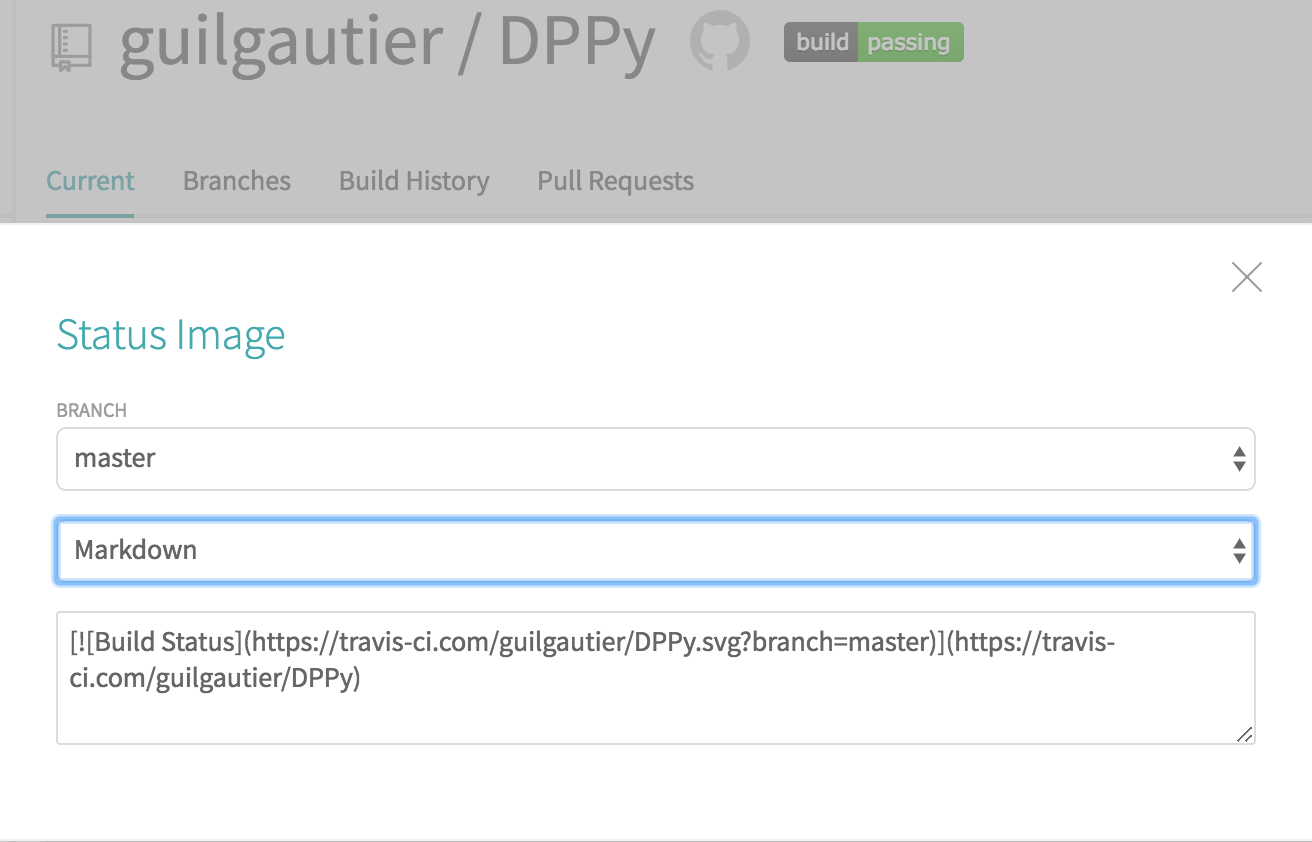 guilgautier / DPPy build passing
Current Branches Build History Pull Requests
Status Image
BRANCH
master
Markdown
[![Build Status](https://travis-ci.com/guilgautier/DPPy.svg?branch=master)](https://travis-
ci.com/guilgautier/DPPy)